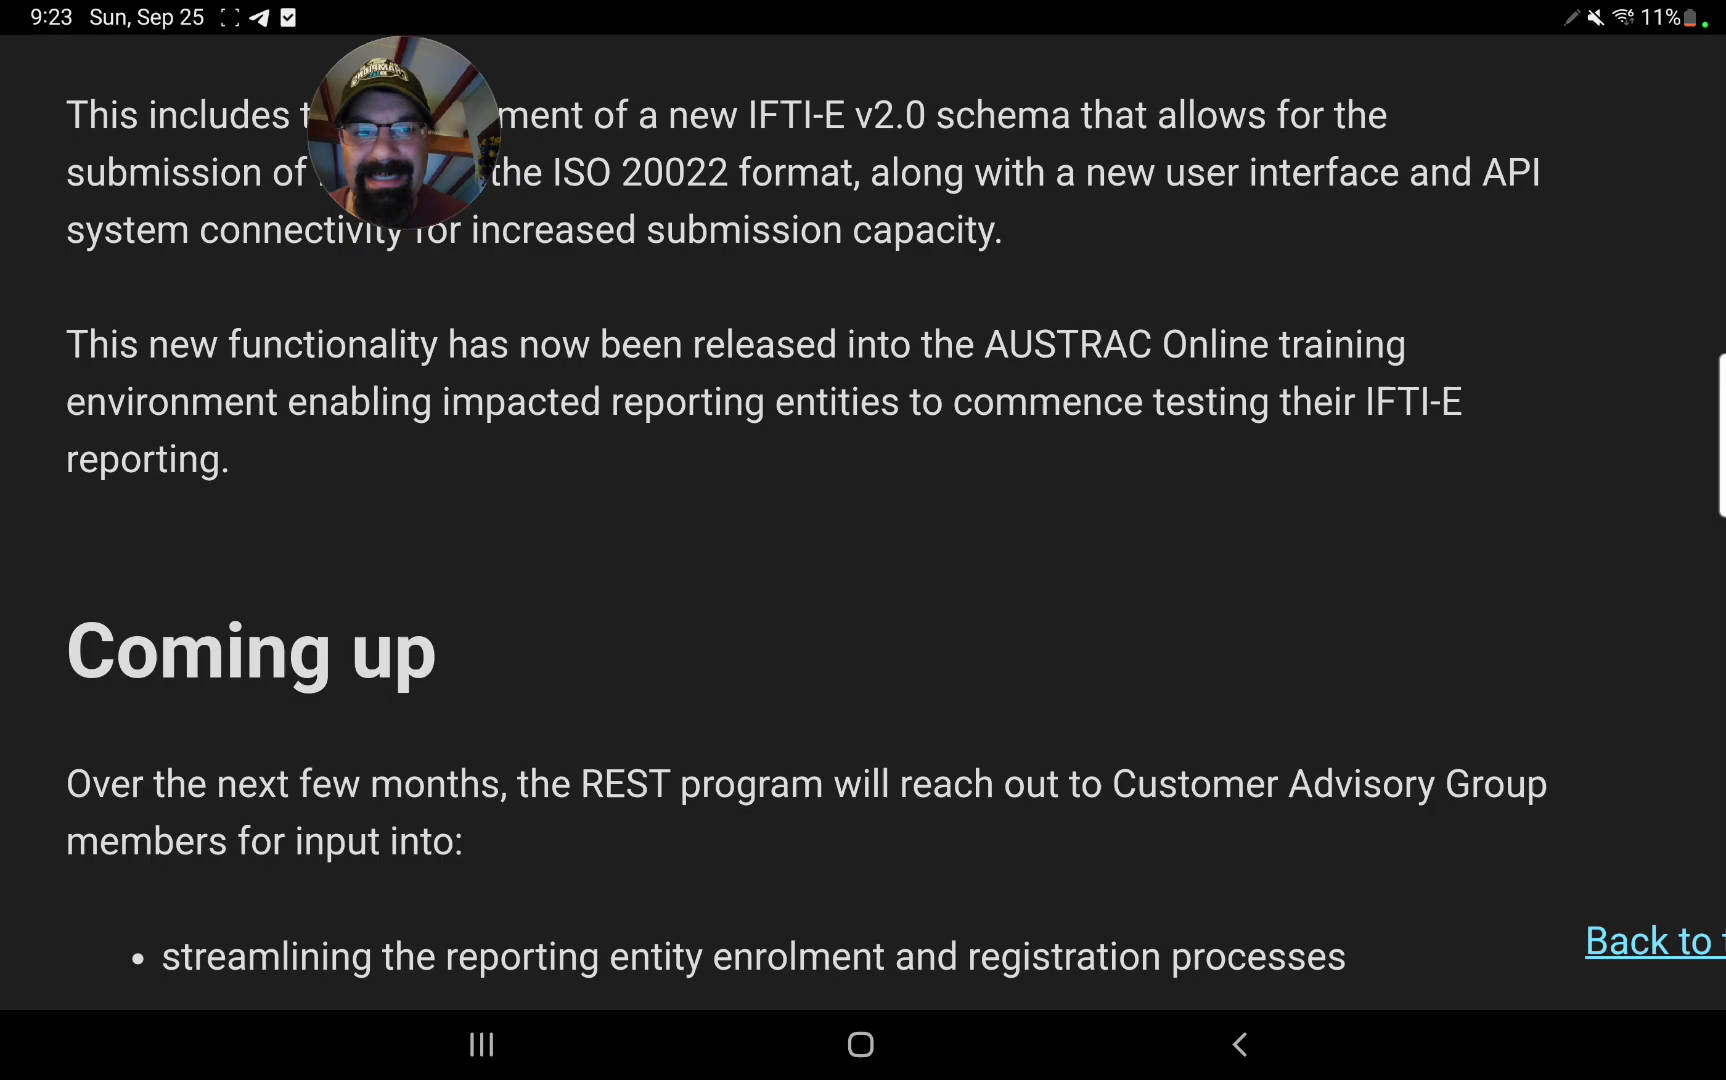 9:23 Sun, Sep 25
11%
This includes ment of a new IFTI-E v2.0 schema that allows for the
submission of the ISO 20022 format, along with a new user interface and API
system connectivity for increased submission capacity.
This new functionality has now been released into the AUSTRAC Online training
environment enabling impacted reporting entities to commence testing their IFTI-E
reporting.
Coming up
Over the next few months, the REST program will reach out to Customer Advisory Group
members for input into:
• streamlining the reporting entity enrolment and registration processes
Back to